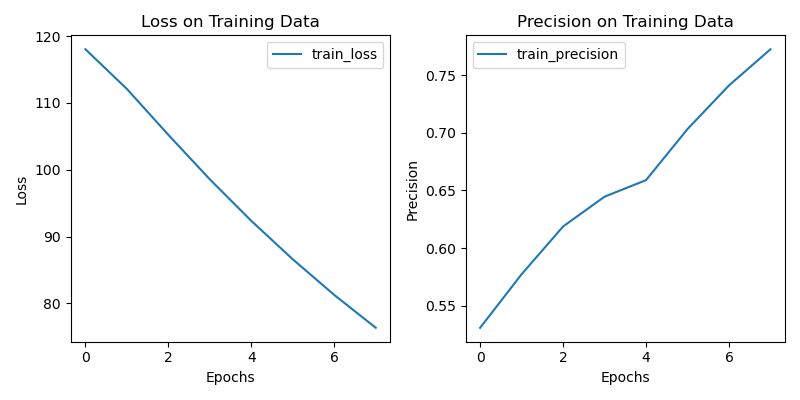 Loss on Training Data
train_loss
120
110
100
90
80
Loss
0 2 4 6
Epochs
Precision on Training Data
train_precision
0.75
0.70
0.65
0.60
0.55
Precision
0 2 4 6
Epochs